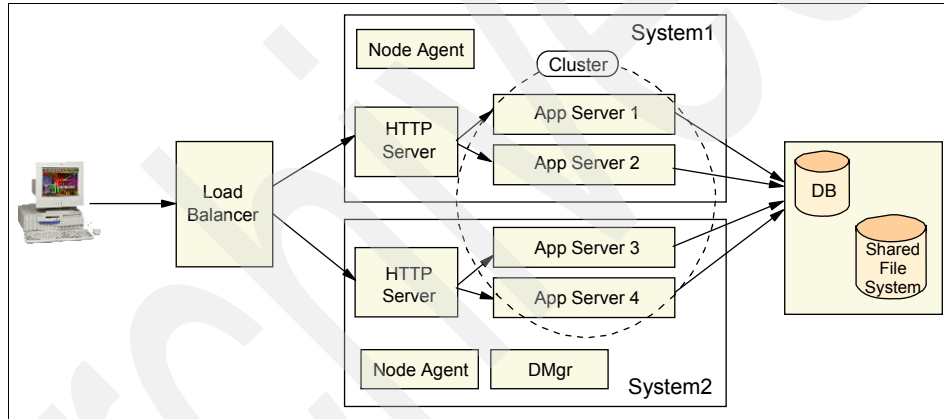 System1
Node Agent
Cluster
HTTP
Server
App Server 1
App Server 2
Load
Balancer
DB
Shared
File
System
HTTP
Server
App Server 3
App Server 4
Node Agent
DMgr
System2